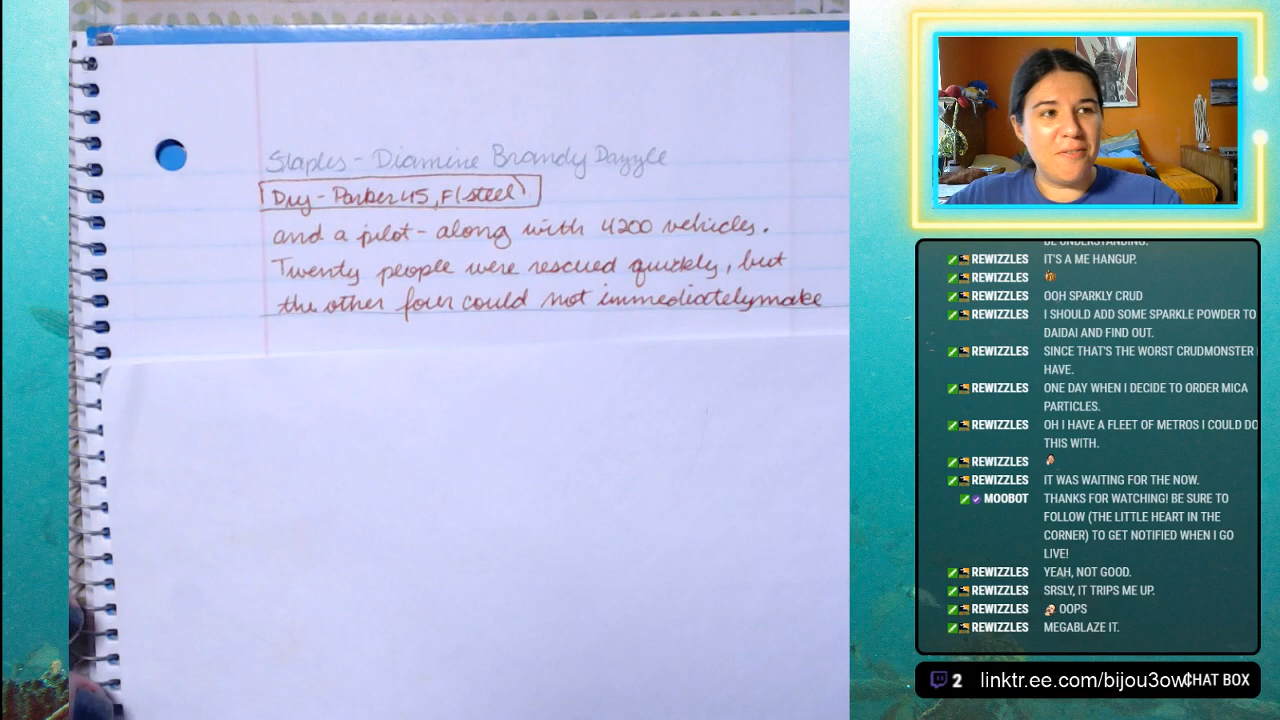 Staples - Diamine Brandy Dazzle
Dry - Parker 45, F (steel)
and a pilot - along with 4200 vehicles.
Twenty people were rescued quickly, but
the other four could not immediately make
BE UNDERSTANDING.
REWIZZLES IT'S A ME HANGUP.
REWIZZLES
REWIZZLES OOH SPARKLY CRUD
REWIZZLES I SHOULD ADD SOME SPARKLE POWDER TO
DAIDAI AND FIND OUT.
REWIZZLES SINCE THAT'S THE WORST CRUDMONSTER I
HAVE.
REWIZZLES ONE DAY WHEN I DECIDE TO ORDER MICA
PARTICLES.
REWIZZLES OH I HAVE A FLEET OF METROS I COULD DO
THIS WITH.
REWIZZLES
REWIZZLES IT WAS WAITING FOR THE NOW.
MOOBOT THANKS FOR WATCHING! BE SURE TO
FOLLOW (THE LITTLE HEART IN THE
CORNER) TO GET NOTIFIED WHEN I GO
LIVE!
REWIZZLES YEAH, NOT GOOD.
REWIZZLES SRSLY, IT TRIPS ME UP.
REWIZZLES OOPS
REWIZZLES MEGABLAZE IT.
2 linktr.ee.com/bijou3owl CHAT BOX